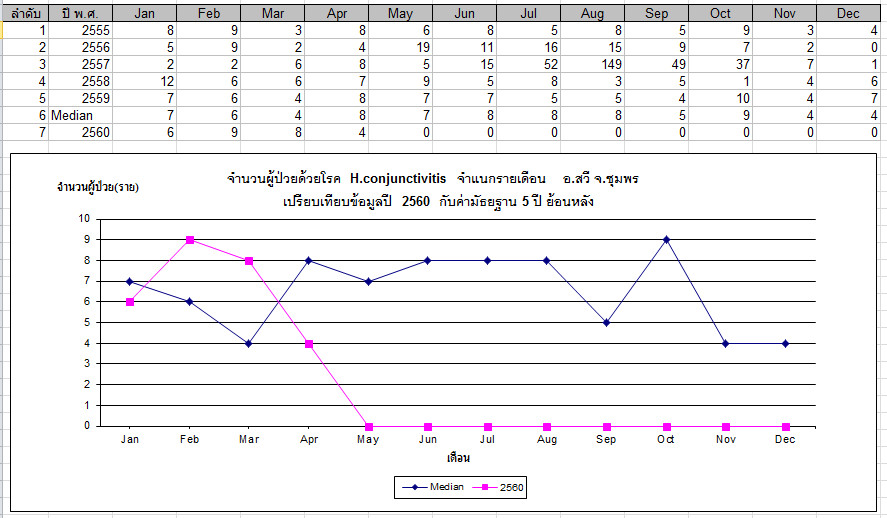 ลำดับ ปี พ.ศ. Jan Feb Mar Apr May Jun Jul Aug Sep Oct Nov Dec
1 2555 8 9 3 8 6 8 5 8 5 9 3 4
2 2556 5 9 2 4 19 11 16 15 9 7 2 0
3 2557 2 2 6 8 5 15 52 149 49 37 7 1
4 2558 12 6 6 7 9 5 8 3 5 1 4 6
5 2559 7 6 4 8 7 7 5 5 4 10 4 7
6 Median 7 6 4 8 7 8 8 8 5 9 4 4
7 2560 6 9 8 4 0 0 0 0 0 0 0 0
จำนวนผู้ป่วยด้วยโรค H.conjunctivitis จำแนกรายเดือน อ.สวี จ.ชุมพร
เปรียบเทียบข้อมูลปี 2560 กับค่ามัธยฐาน 5 ปี ย้อนหลัง
จำนวนผู้ป่วย(ราย)
10
9
8
7
6
5
4
3
2
1
0
Jan Feb Mar Apr May Jun Jul Aug Sep Oct Nov Dec
เดือน
Median 2560